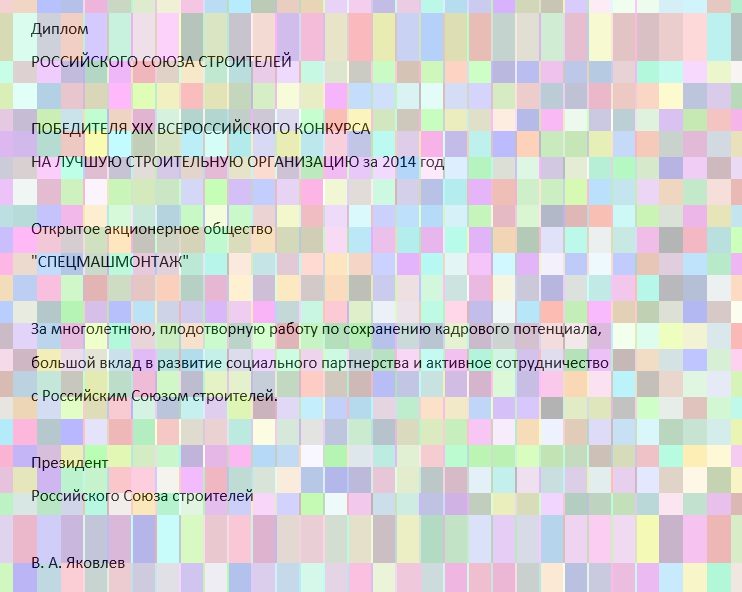 Диплом
РОССИЙСКОГО СОЮЗА СТРОИТЕЛЕЙ
ПОБЕДИТЕЛЯ XIX ВСЕРОССИЙСКОГО КОНКУРСА
НА ЛУЧШУЮ СТРОИТЕЛЬНУЮ ОРГАНИЗАЦИЮ за 2014 год
Открытое акционерное общество
"СПЕЦМАШМОНТАЖ"
За многолетнюю, плодотворную работу по сохранению кадрового потенциала,
большой вклад в развитие социального партнерства и активное сотрудничество
с Российским Союзом строителей.
Президент
Российского Союза строителей
В. А. Яковлев